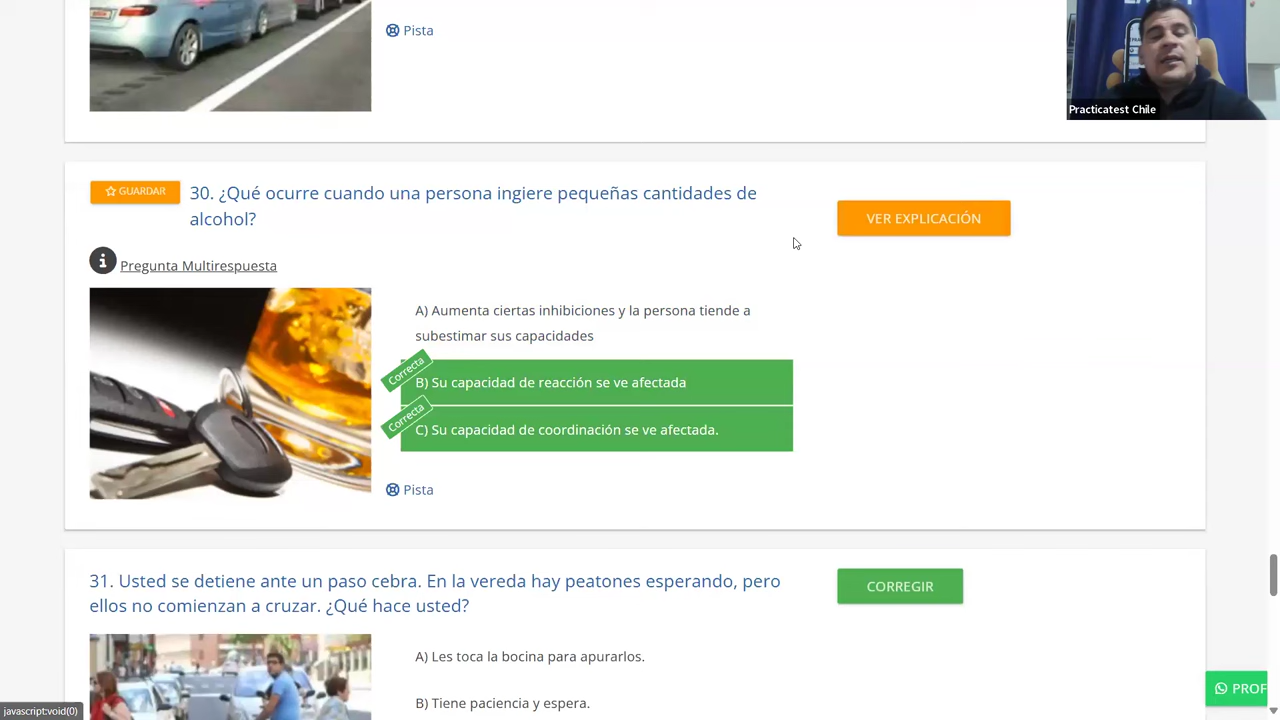 Pista
Practicatest Chile
GUARDAR
30. ¿Qué ocurre cuando una persona ingiere pequeñas cantidades de
alcohol?
VER EXPLICACIÓN
Pregunta Multirespuesta
A) Aumenta ciertas inhibiciones y la persona tiende a
subestimar sus capacidades
Correcta
B) Su capacidad de reacción se ve afectada
Correcta
C) Su capacidad de coordinación se ve afectada.
Pista
31. Usted se detiene ante un paso cebra. En la vereda hay peatones esperando, pero
ellos no comienzan a cruzar. ¿Qué hace usted?
CORREGIR
A) Les toca la bocina para apurarlos.
B) Tiene paciencia y espera.
PROF
javascript:void(0)